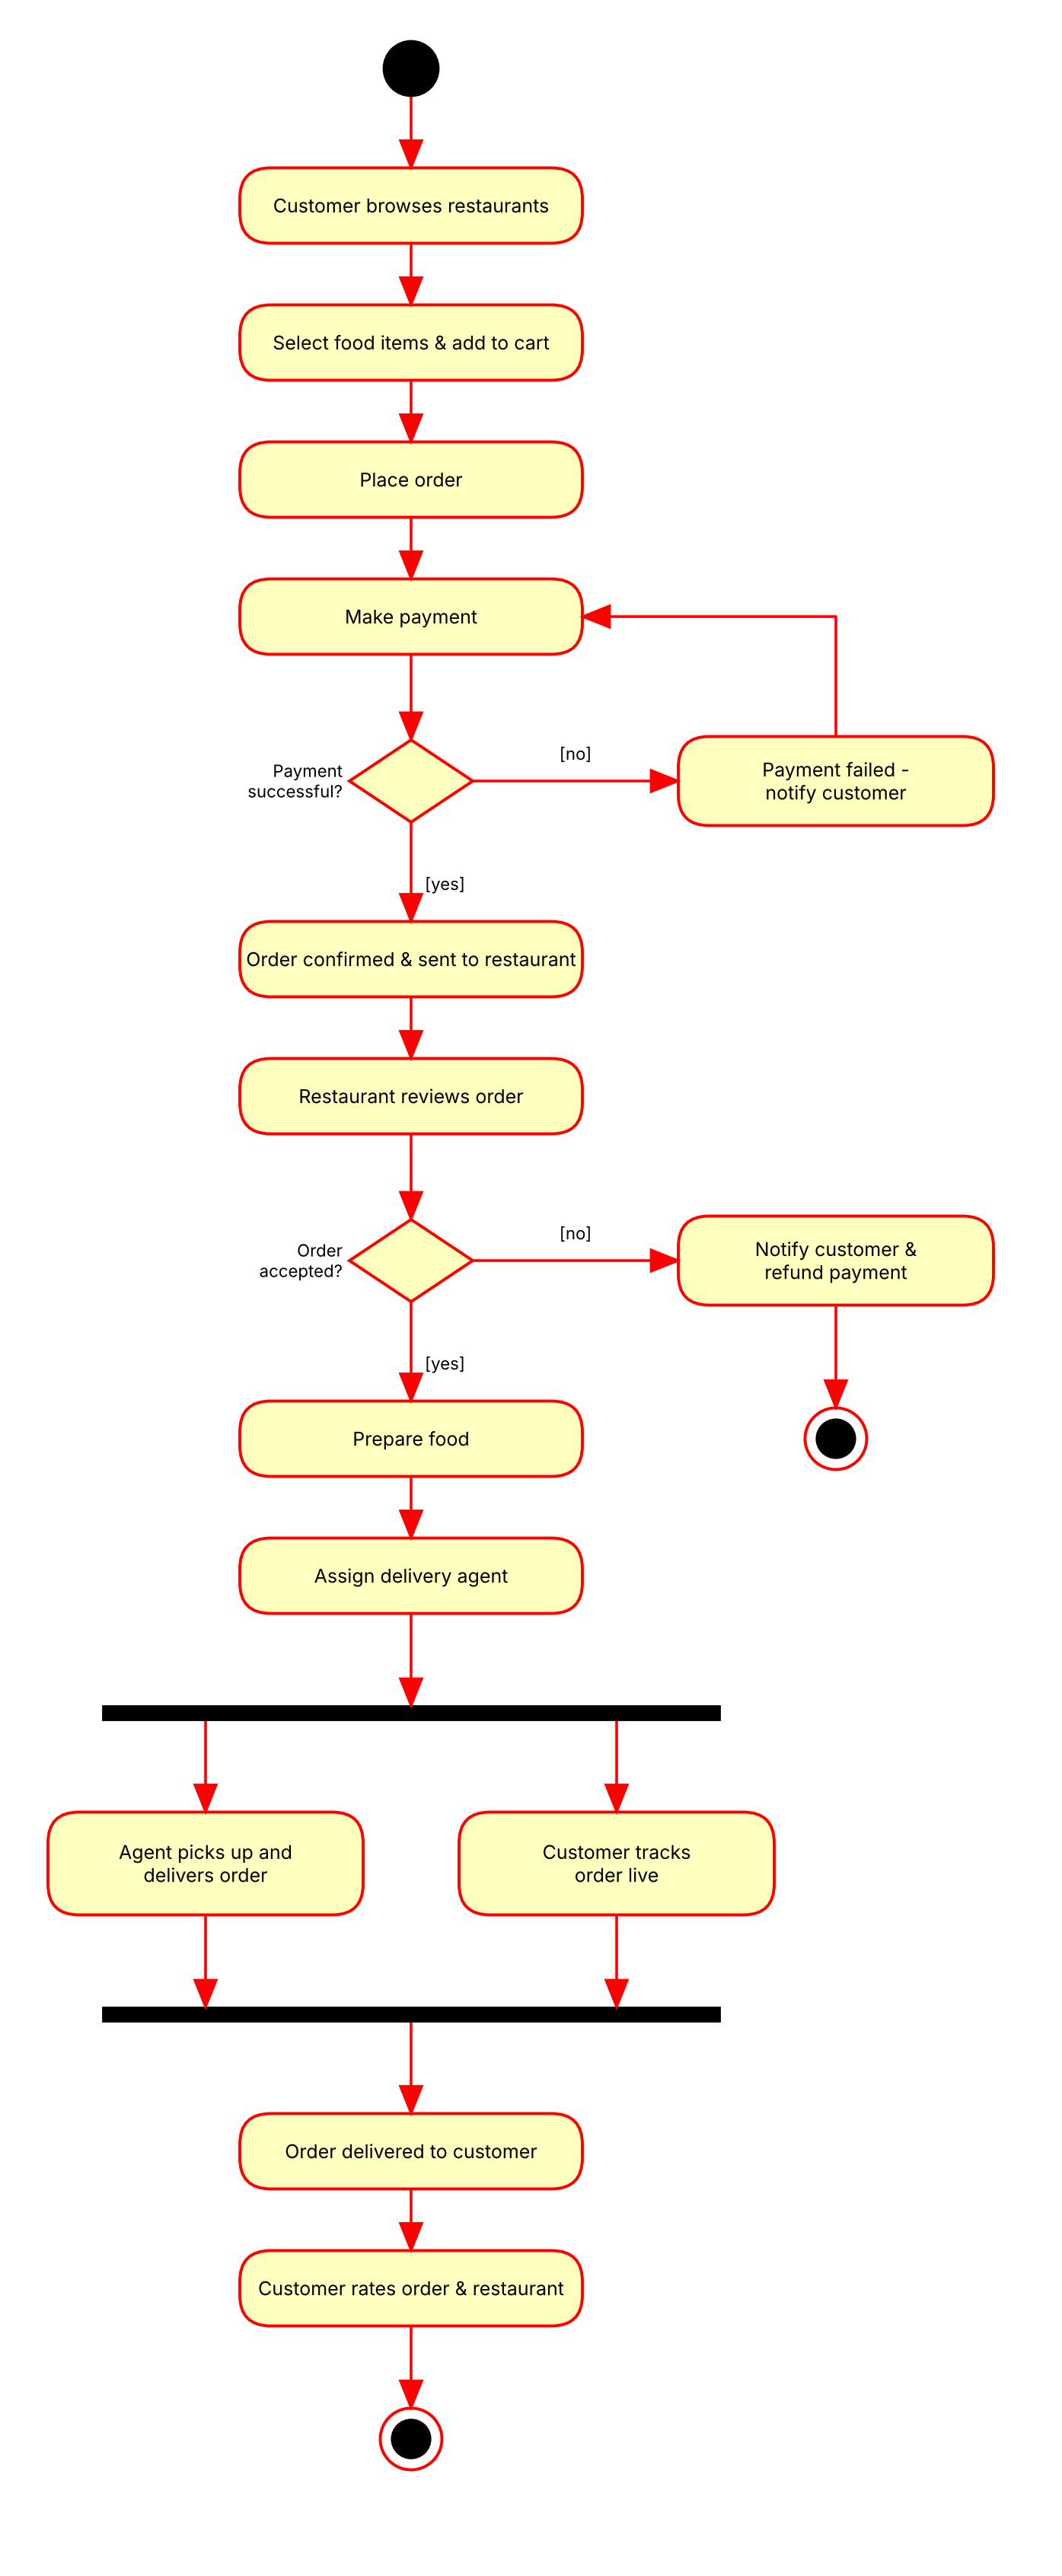 Customer browses restaurants
Select food items & add to cart
Place order
Make payment
Payment
successful?
[no]
Payment failed -
notify customer
[yes]
Order confirmed & sent to restaurant
Restaurant reviews order
Order
accepted?
[no]
Notify customer &
refund payment
[yes]
Prepare food
Assign delivery agent
Agent picks up and
delivers order
Customer tracks
order live
Order delivered to customer
Customer rates order & restaurant